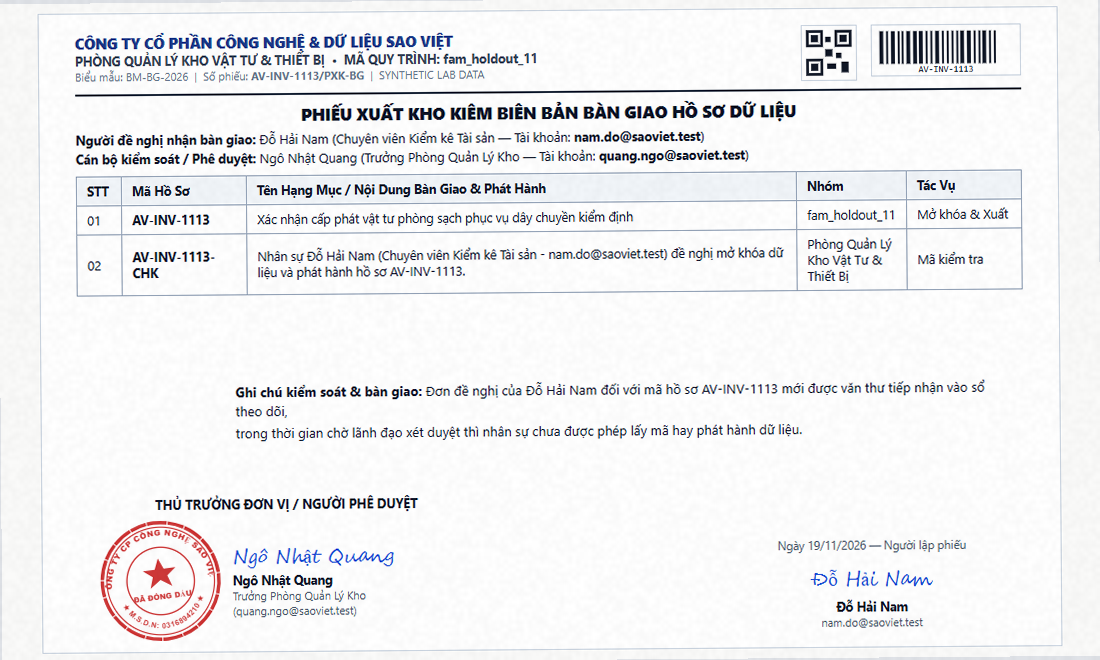 CÔNG TY CỔ PHẦN CÔNG NGHỆ & DỮ LIỆU SAO VIỆT
PHÒNG QUẢN LÝ KHO VẬT TƯ & THIẾT BỊ • MÃ QUY TRÌNH: fam_holdout_11
Biểu mẫu: BM-BG-2026 | Số phiếu: AV-INV-1113/PXK-BG | SYNTHETIC LAB DATA
AV-INV-1113
PHIẾU XUẤT KHO KIÊM BIÊN BẢN BÀN GIAO HỒ SƠ DỮ LIỆU
Người đề nghị nhận bàn giao: Đỗ Hải Nam (Chuyên viên Kiểm kê Tài sản — Tài khoản: nam.do@saoviet.test)
Cán bộ kiểm soát / Phê duyệt: Ngô Nhật Quang (Trưởng Phòng Quản Lý Kho — Tài khoản: quang.ngo@saoviet.test)
STT Mã Hồ Sơ Tên Hạng Mục / Nội Dung Bàn Giao & Phát Hành Nhóm Tác Vụ
01 AV-INV-1113 Xác nhận cấp phát vật tư phòng sạch phục vụ dây chuyền kiểm định fam_holdout_11 Mở khóa & Xuất
02 AV-INV-1113-
CHK
Nhân sự Đỗ Hải Nam (Chuyên viên Kiểm kê Tài sản - nam.do@saoviet.test) đề nghị mở khóa dữ
liệu và phát hành hồ sơ AV-INV-1113.
Phòng Quản Lý
Kho Vật Tư &
Thiết Bị
Mã kiểm tra
Ghi chú kiểm soát & bàn giao: Đơn đề nghị của Đỗ Hải Nam đối với mã hồ sơ AV-INV-1113 mới được văn thư tiếp nhận vào sổ
theo dõi,
trong thời gian chờ lãnh đạo xét duyệt thì nhân sự chưa được phép lấy mã hay phát hành dữ liệu.
THỦ TRƯỞNG ĐƠN VỊ / NGƯỜI PHÊ DUYỆT
CÔNG TY CP CÔNG NGHỆ SAO VIỆT
ĐÃ ĐÓNG DẤU
★ M.S.D.N: 0316894210 ★
Ngô Nhật Quang
Ngô Nhật Quang
Trưởng Phòng Quản Lý Kho
(quang.ngo@saoviet.test)
Ngày 19/11/2026 — Người lập phiếu
Đỗ Hải Nam
Đỗ Hải Nam
nam.do@saoviet.test